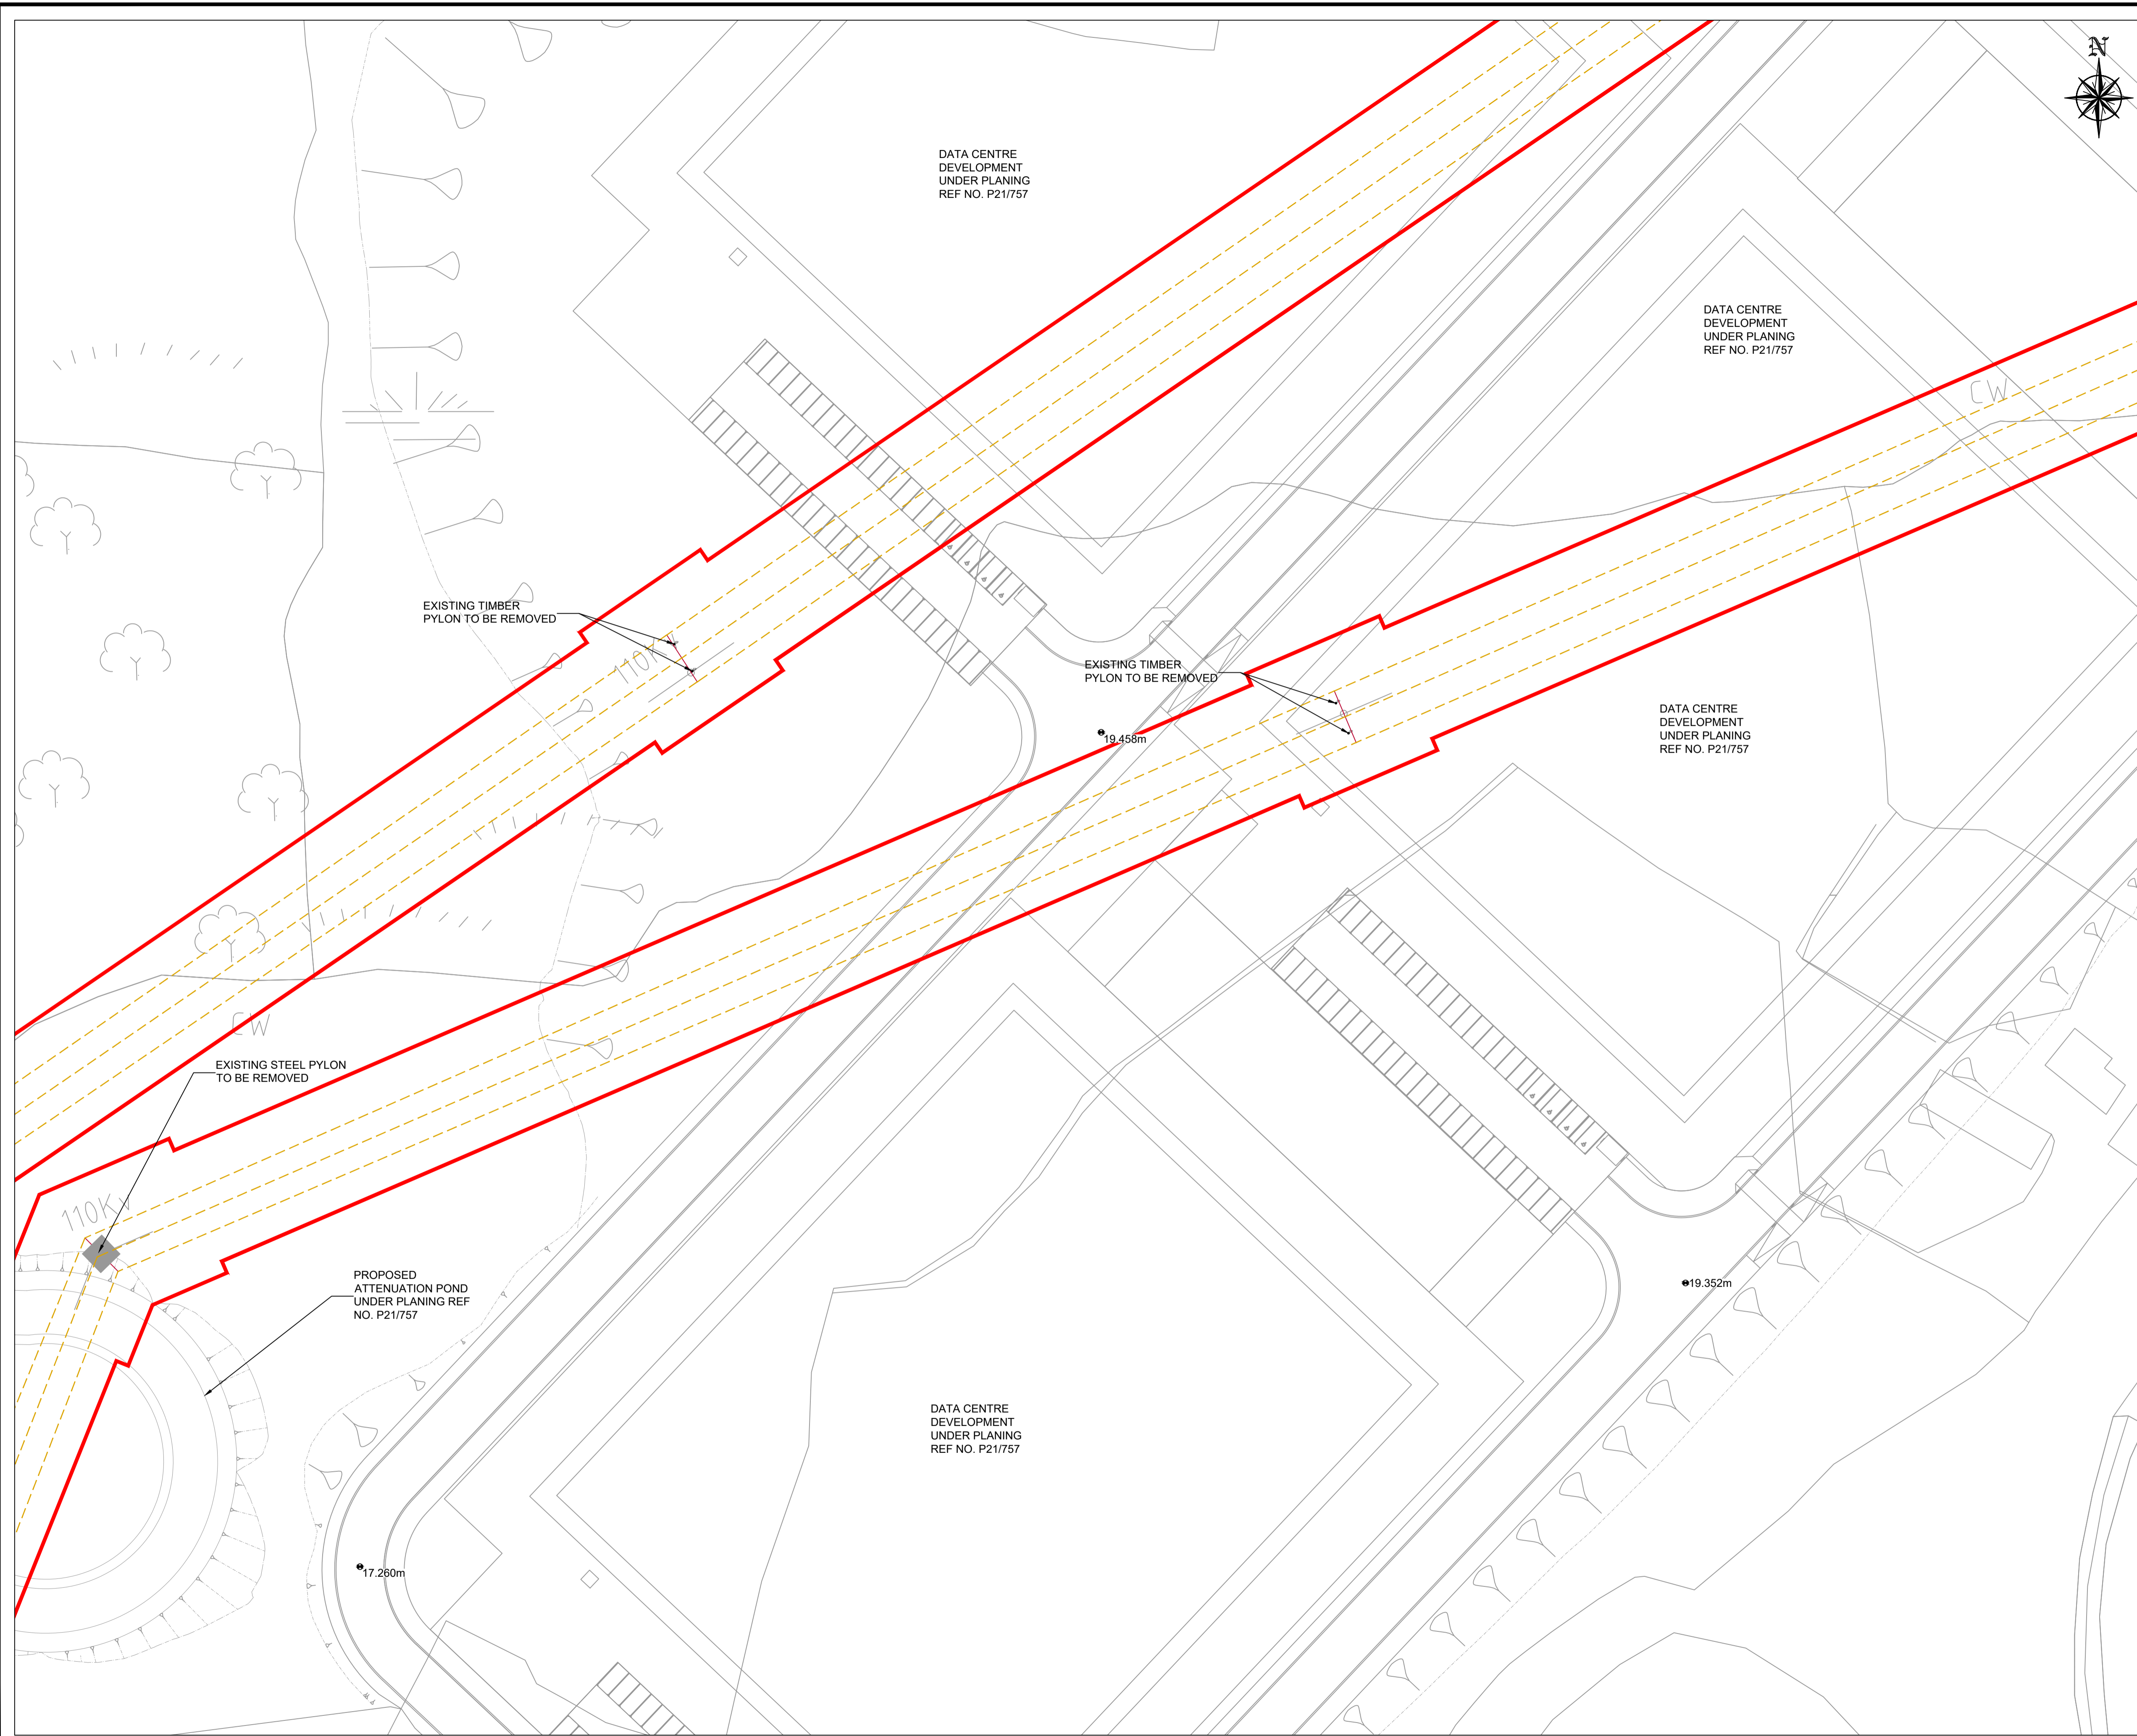 N
DATA CENTRE
DEVELOPMENT
UNDER PLANING
REF NO. P21/757
DATA CENTRE
DEVELOPMENT
UNDER PLANING
REF NO. P21/757
CW
EXISTING TIMBER
PYLON TO BE REMOVED
110K
EXISTING TIMBER
PYLON TO BE REMOVED
19.458m
DATA CENTRE
DEVELOPMENT
UNDER PLANING
REF NO. P21/757
CW
EXISTING STEEL PYLON
TO BE REMOVED
110Kv
PROPOSED
ATTENUATION POND
UNDER PLANING REF
NO. P21/757
19.352m
DATA CENTRE
DEVELOPMENT
UNDER PLANING
REF NO. P21/757
17.260m